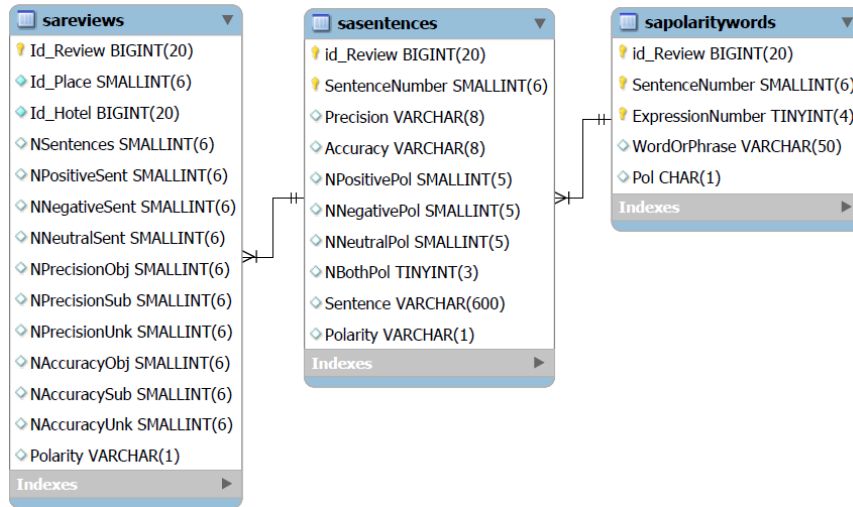 sareviews
Id_Review BIGINT(20)
Id_Place SMALLINT(6)
Id_Hotel BIGINT(20)
NSentences SMALLINT(6)
NPositiveSent SMALLINT(6)
NNegativeSent SMALLINT(6)
NNeutralSent SMALLINT(6)
NPrecisionObj SMALLINT(6)
NPrecisionSub SMALLINT(6)
NPrecisionUnk SMALLINT(6)
NAccuracyObj SMALLINT(6)
NAccuracySub SMALLINT(6)
NAccuracyUnk SMALLINT(6)
Polarity VARCHAR(1)
Indexes
sasentences
id_Review BIGINT(20)
SentenceNumber SMALLINT(6)
Precision VARCHAR(8)
Accuracy VARCHAR(8)
NPositivePol SMALLINT(5)
NNegativePol SMALLINT(5)
NNeutralPol SMALLINT(5)
NBothPol TINYINT(3)
Sentence VARCHAR(600)
Polarity VARCHAR(1)
Indexes
sapolaritywords
id_Review BIGINT(20)
SentenceNumber SMALLINT(6)
ExpressionNumber TINYINT(4)
WordOrPhrase VARCHAR(50)
Pol CHAR(1)
Indexes